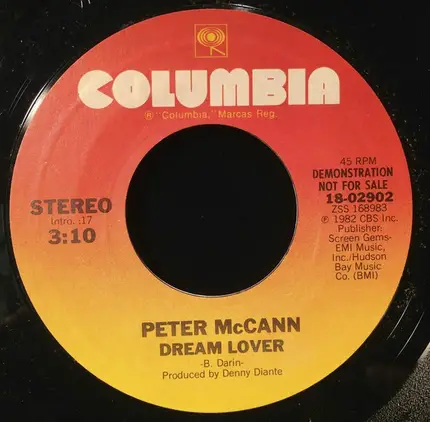 COLUMBIA
® "Columbia," Marcas Reg.
45 RPM
DEMONSTRATION
NOT FOR SALE
18-02902
ZSS 168983
℗ 1982 CBS Inc.
Publisher:
Screen Gems-
EMI Music,
Inc./Hudson
Bay Music
Co. (BMI)
STEREO
Intro. :17
3:10
PETER McCANN
DREAM LOVER
-B. Darin-
Produced by Denny Diante